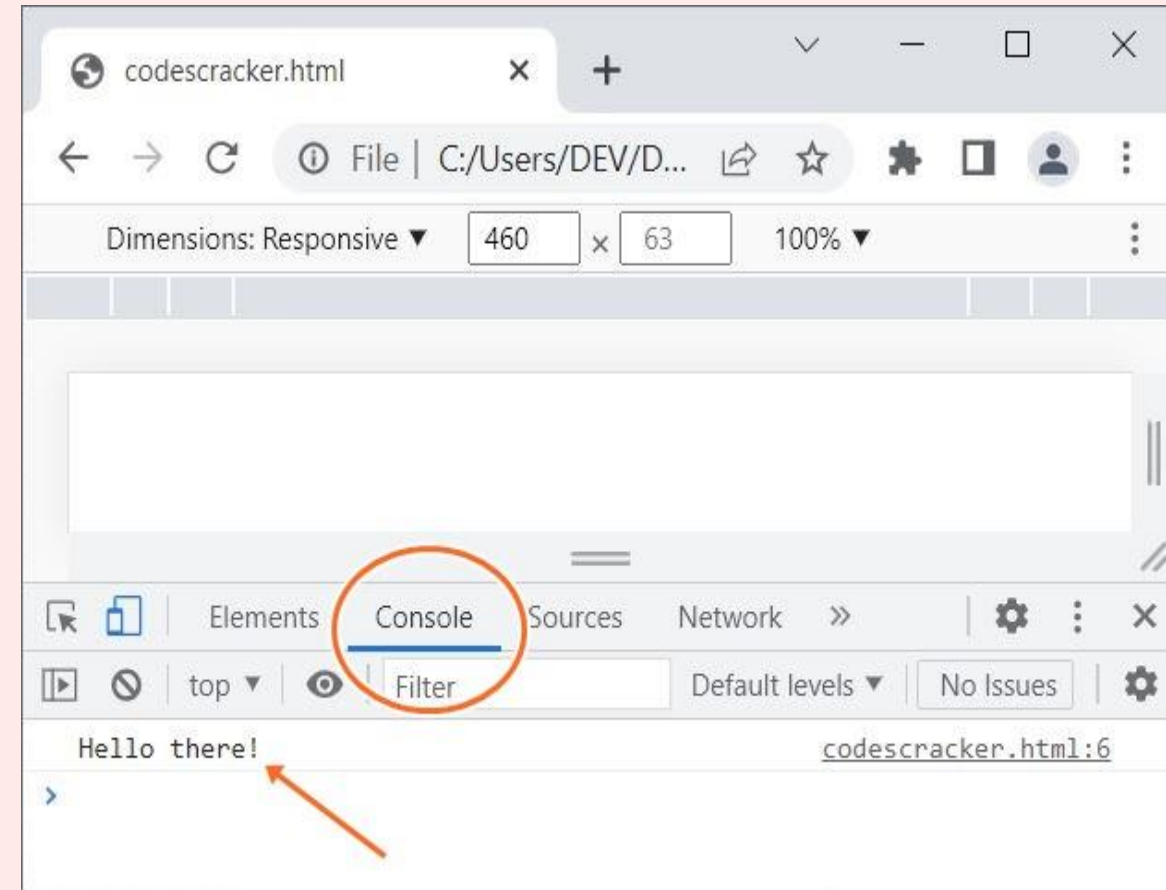 codescracker.html
File | C:/Users/DEV/D...
Dimensions: Responsive ▼ 460 × 63 100% ▼
Elements Console Sources Network »
top ▼ Filter Default levels ▼ No Issues
Hello there! codescracker.html:6
>